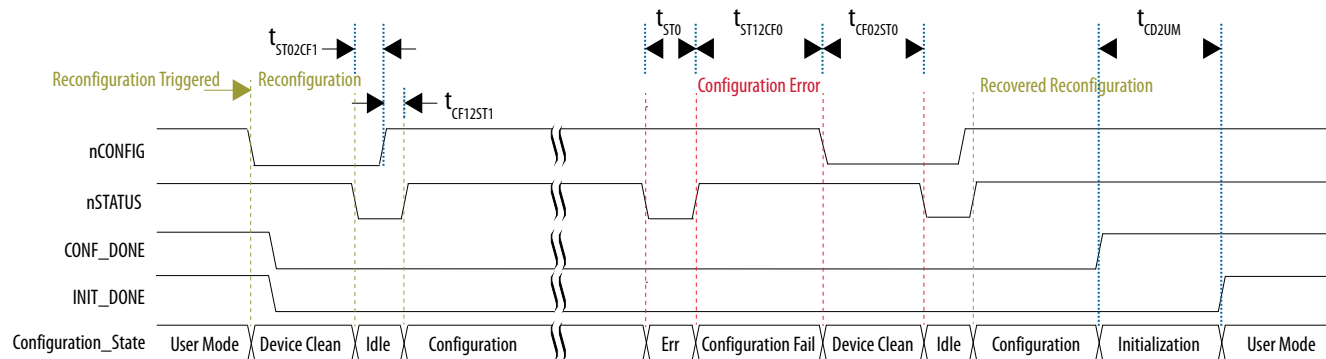 tST02CF1
tST0
tST12CF0
tCF02ST0
tCD2UM
Reconfiguration Triggered
Reconfiguration
Configuration Error
Recovered Reconfiguration
tCF12ST1
nCONFIG
nSTATUS
CONF_DONE
INIT_DONE
Configuration_State User Mode Device Clean Idle Configuration Err Configuration Fail Device Clean Idle Configuration Initialization User Mode